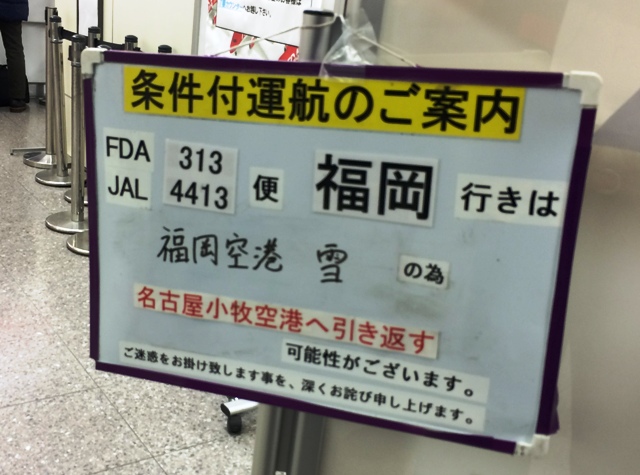 条件付運航のご案内
FDA 313
JAL 4413 便 福岡 行きは
福岡空港 雪 の為
名古屋小牧空港へ引き返す
可能性がございます。
ご迷惑をお掛け致します事を、深くお詫び申し上げます。